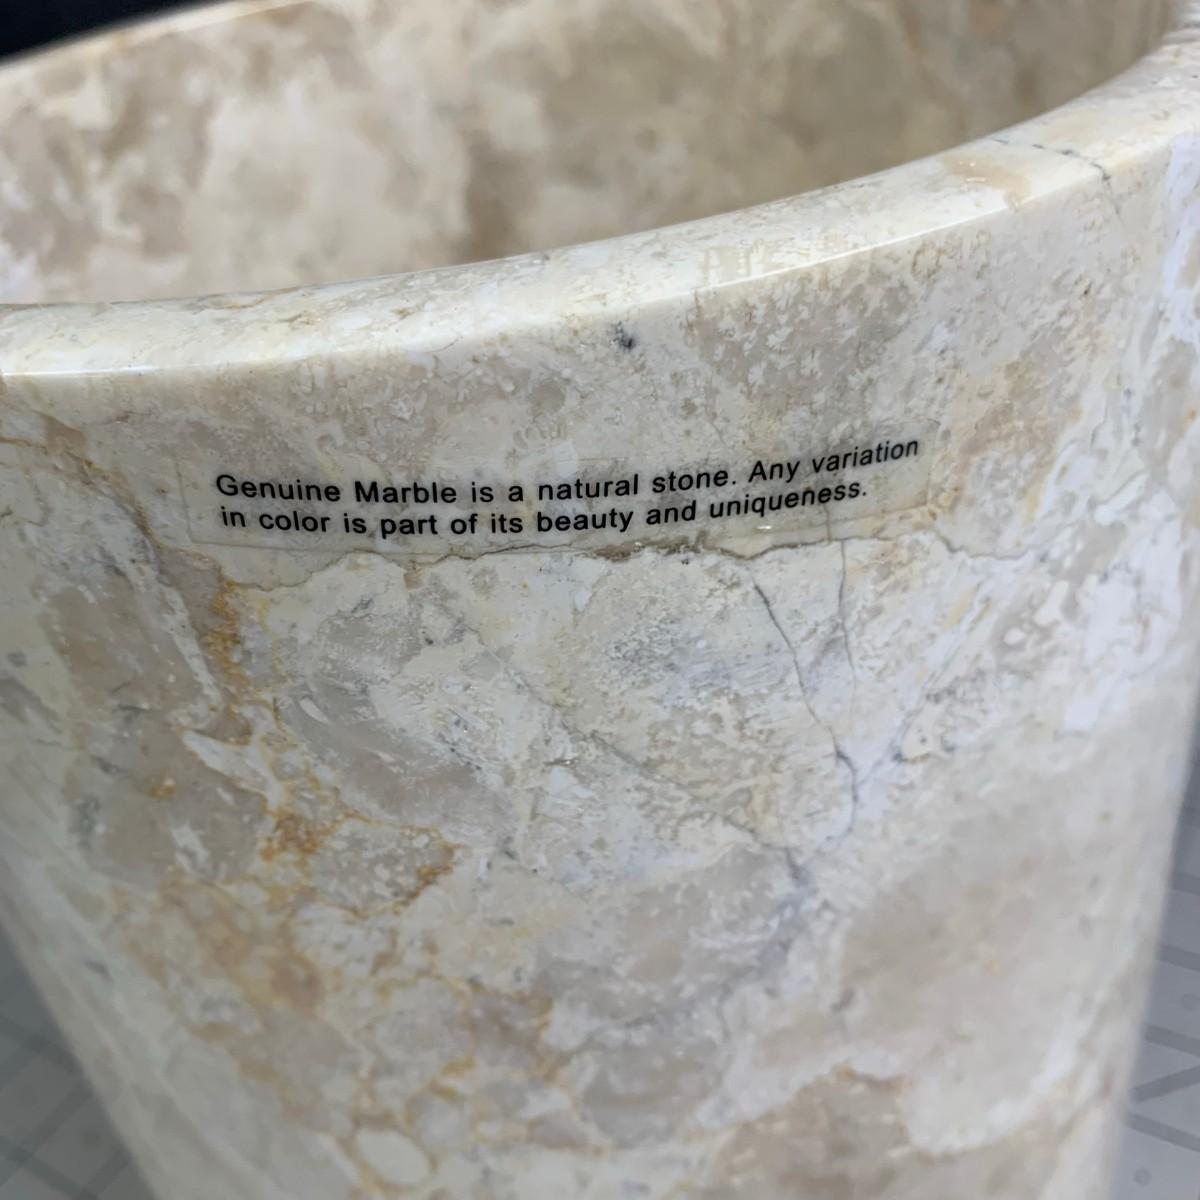 Genuine Marble is a natural stone. Any variation
in color is part of its beauty and uniqueness.